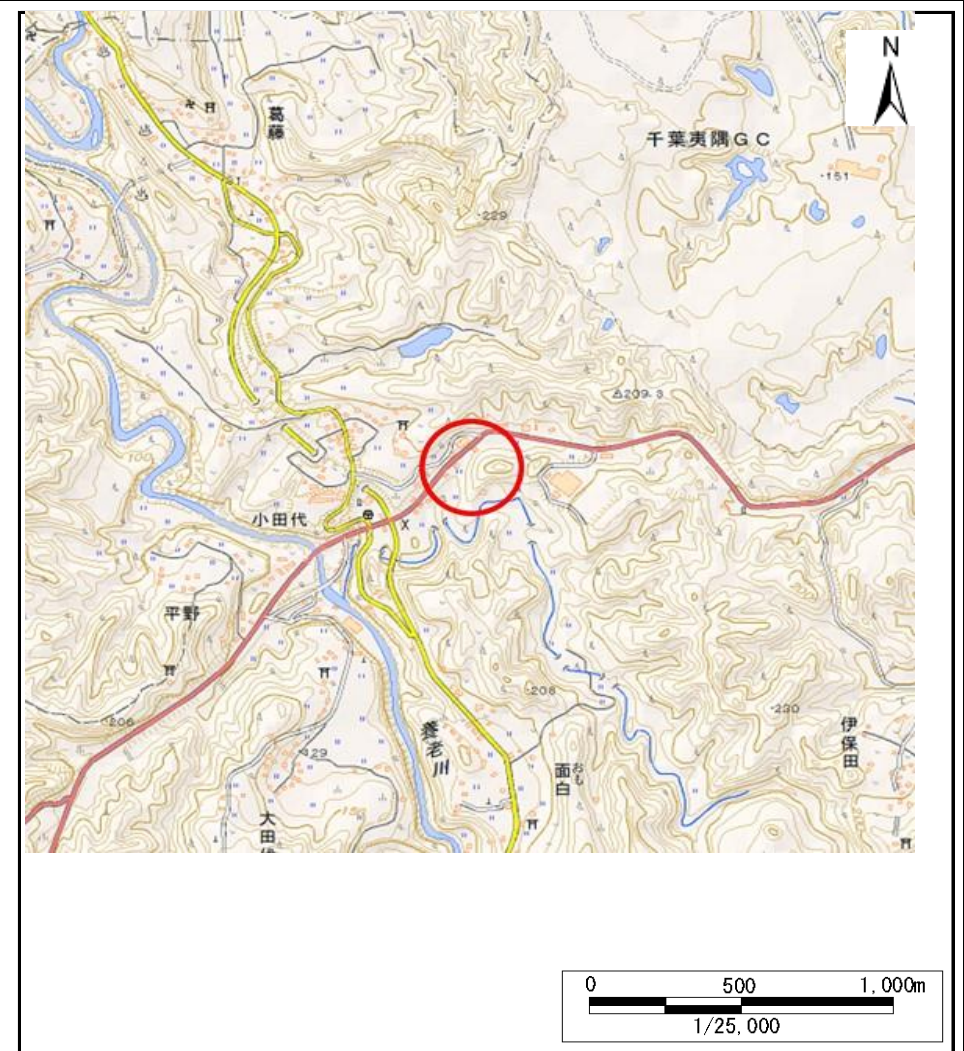 N
葛藤
千葉夷隅GC
・151
・229
209.3
100
小田代
平野
・208
・206
・230
伊保田
養老川
129
面白
おも
大田代
0 500 1,000m
1/25,000